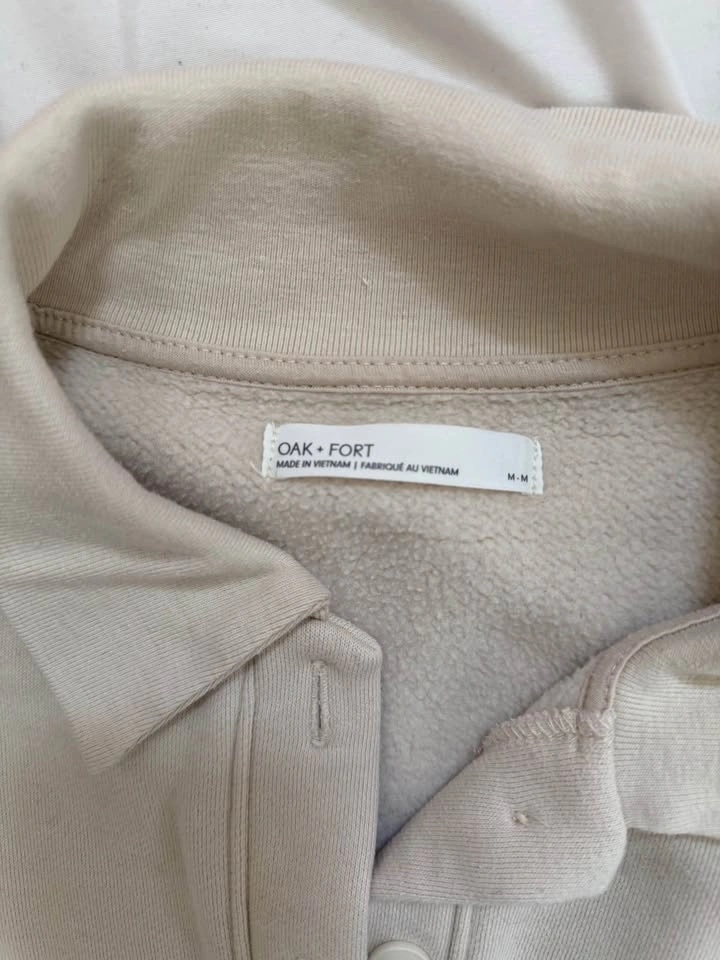 OAK + FORT
MADE IN VIETNAM | FABRIQUÉ AU VIETNAM
M - M